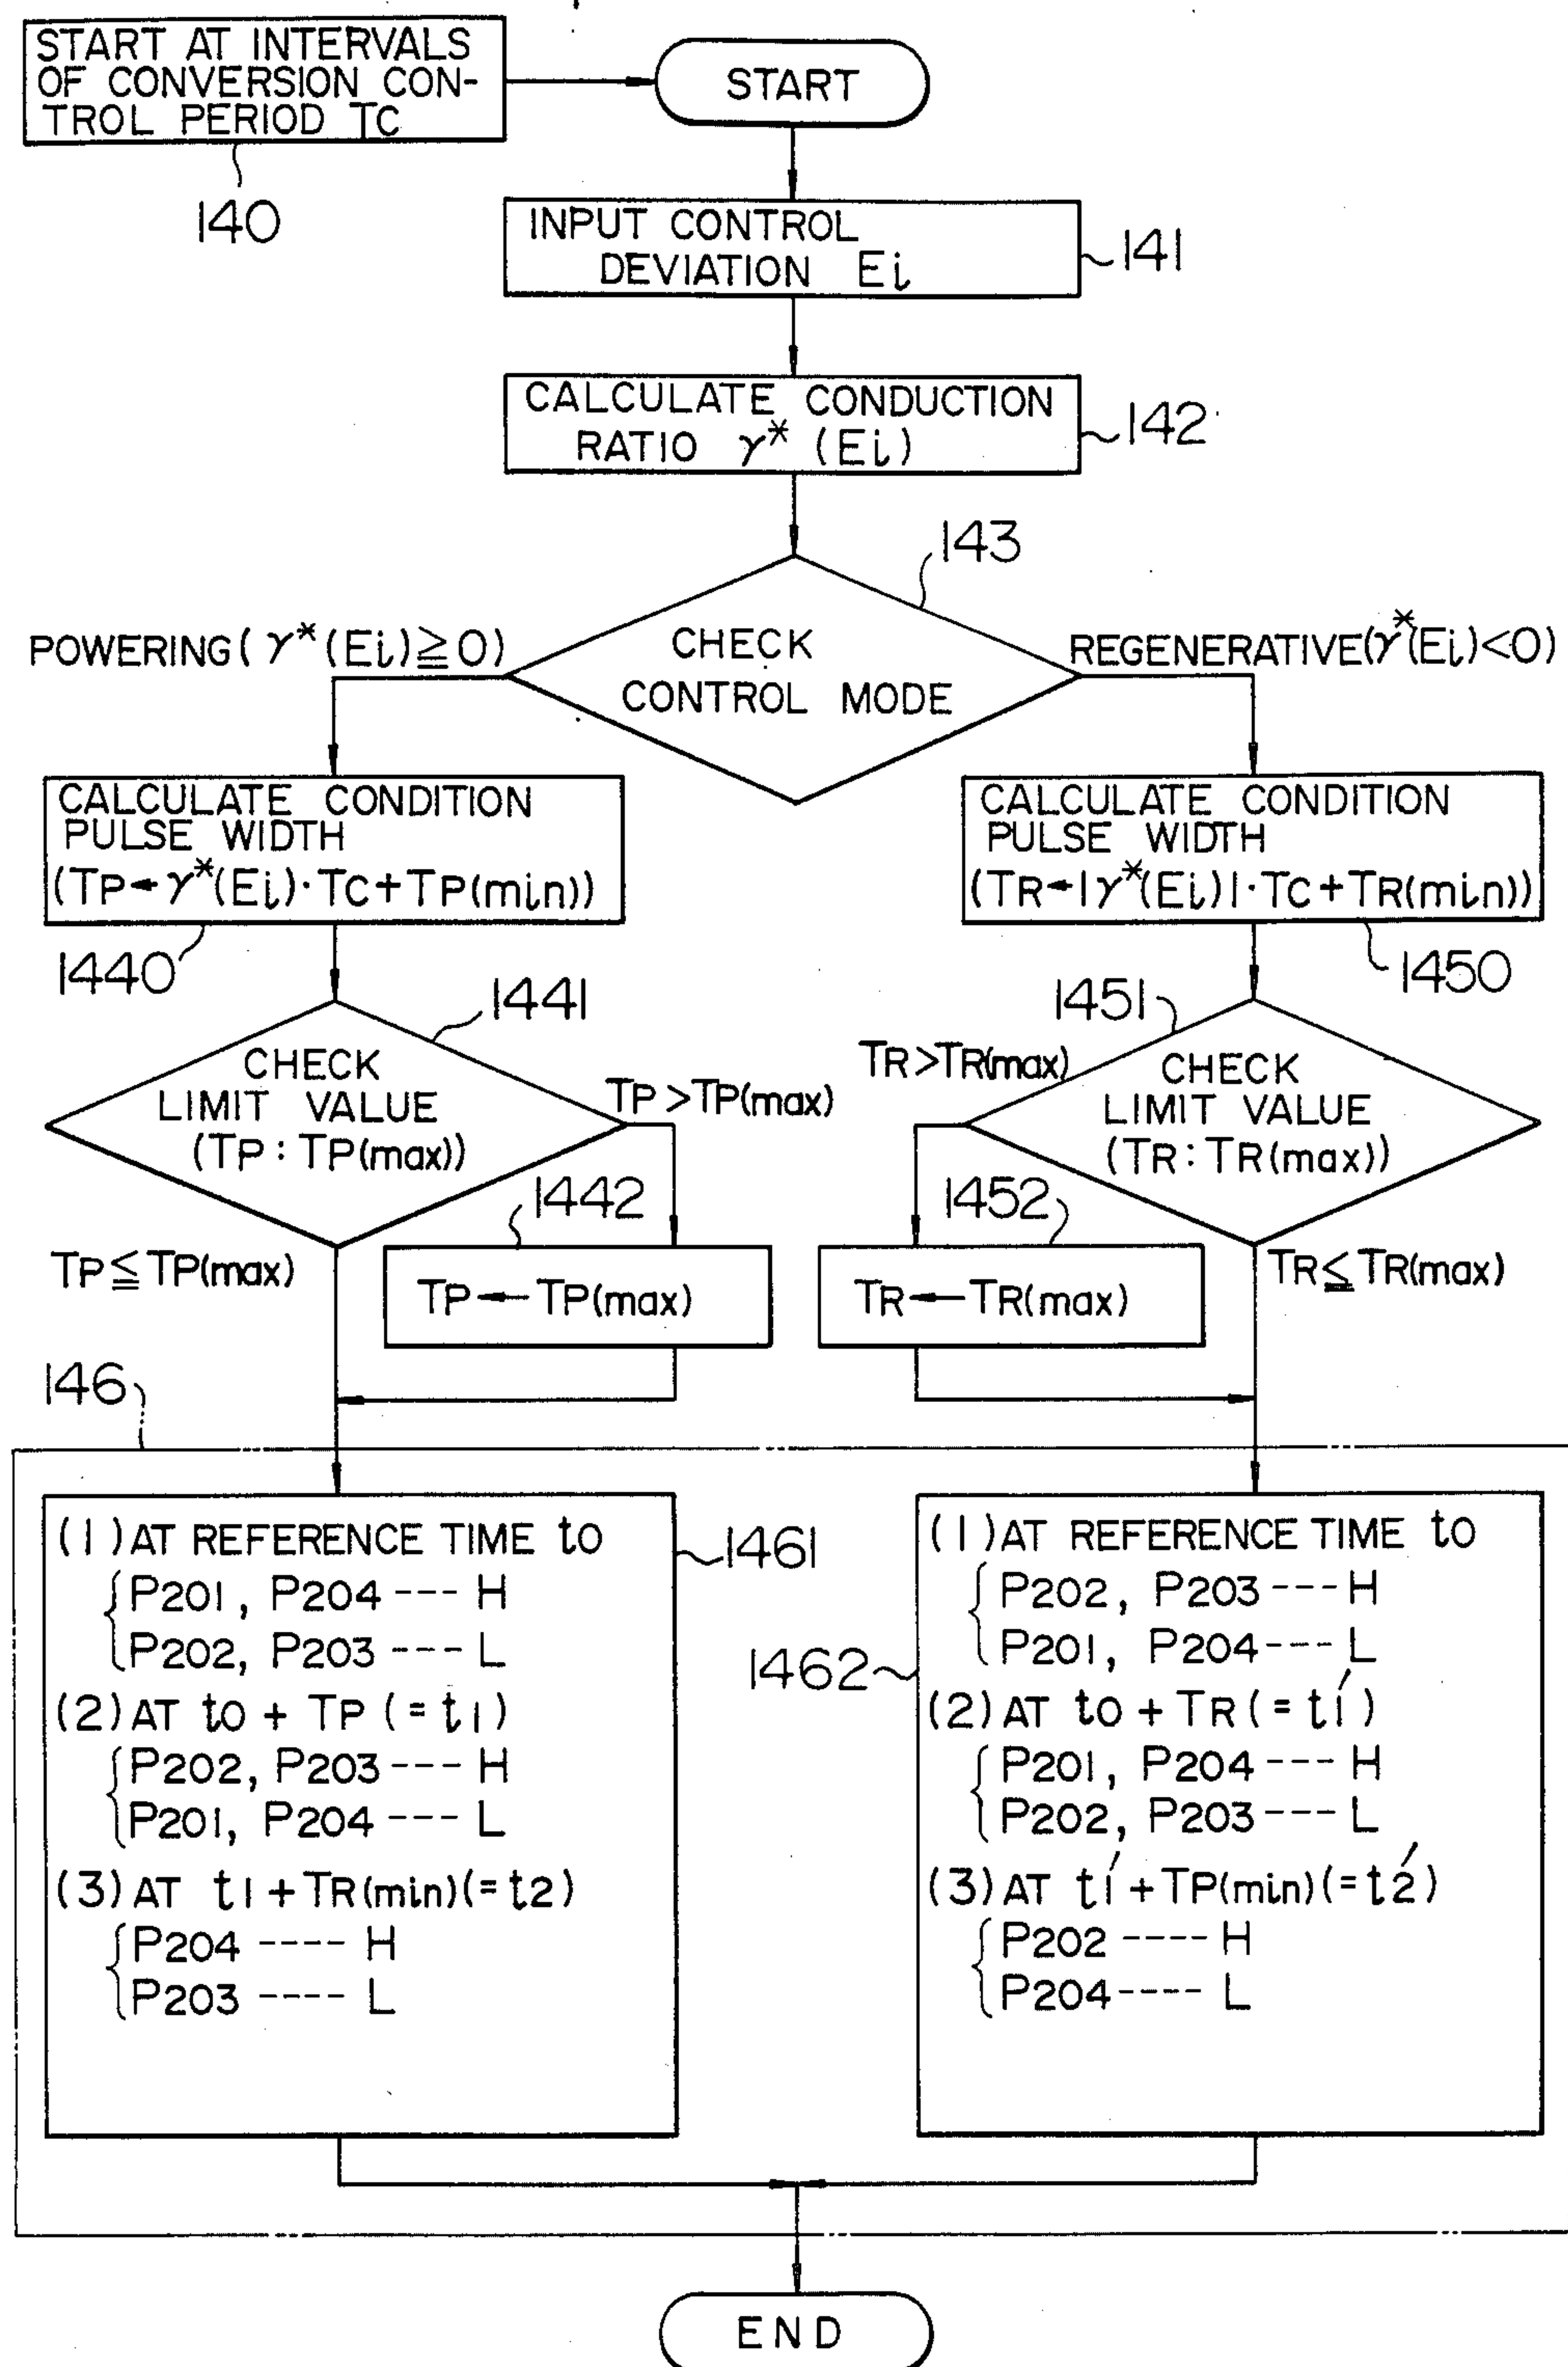 START AT INTERVALS
OF CONVERSION CON-
TROL PERIOD TC
START
140
INPUT CONTROL
DEVIATION Ei
141
CALCULATE CONDUCTION
RATIO γ* (Ei)
142
143
POWERING ( γ* (Ei) ≧ 0)
CHECK
CONTROL MODE
REGENERATIVE (γ*(Ei) < 0)
CALCULATE CONDITION
PULSE WIDTH
(TP ← γ*(Ei) · TC + TP(min))
1440
CALCULATE CONDITION
PULSE WIDTH
(TR ← |γ*(Ei)| · TC + TR(min))
1450
1441
CHECK
LIMIT VALUE
(TP : TP(max))
TP > TP(max)
1451
TR > TR(max)
CHECK
LIMIT VALUE
(TR : TR(max))
1442
TP ≦ TP(max)
TP ← TP(max)
1452
TR ← TR(max)
TR ≦ TR(max)
146
(1) AT REFERENCE TIME to
P201, P204 --- H
P202, P203 --- L
(2) AT to + TP (= t1)
P202, P203 --- H
P201, P204 --- L
(3) AT t1 + TR(min) (= t2)
P204 ---- H
P203 ---- L
1461
(1) AT REFERENCE TIME to
P202, P203 --- H
P201, P204 --- L
1462
(2) AT to + TR (= t1′)
P201, P204 --- H
P202, P203 --- L
(3) AT t1′ + TP(min) (= t2′)
P202 ---- H
P204 ---- L
END